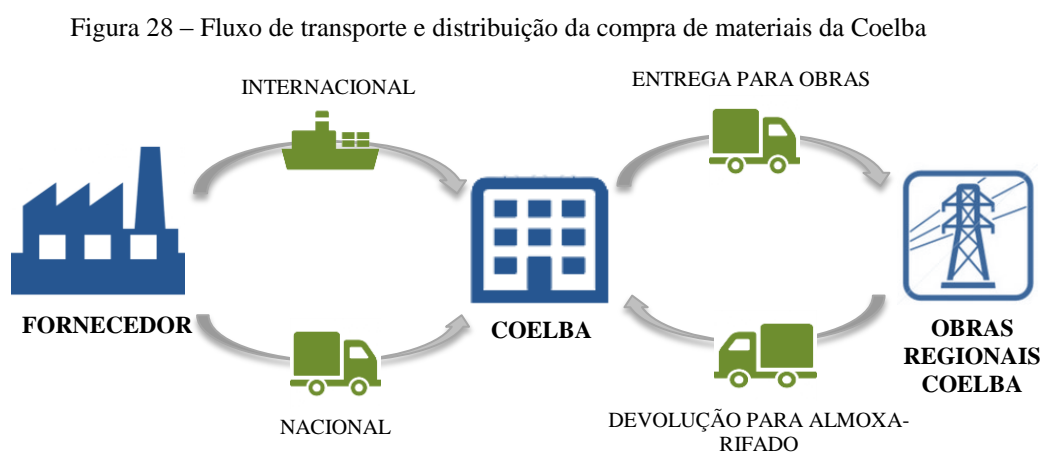 Figura 28 – Fluxo de transporte e distribuição da compra de materiais da Coelba
INTERNACIONAL
ENTREGA PARA OBRAS
FORNECEDOR
COELBA
OBRAS
REGIONAIS
COELBA
NACIONAL
DEVOLUÇÃO PARA ALMOXA-
RIFADO